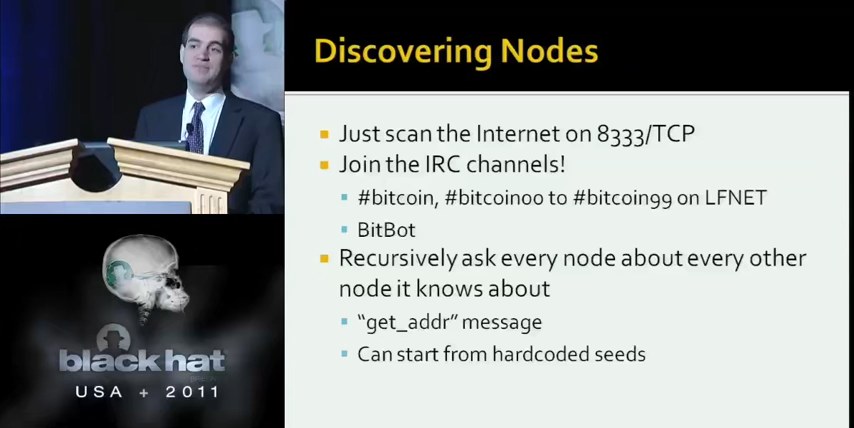 Discovering Nodes
Just scan the Internet on 8333/TCP
Join the IRC channels!
#bitcoin, #bitcoin00 to #bitcoin99 on LFNET
BitBot
Recursively ask every node about every other
node it knows about
“get_addr” message
Can start from hardcoded seeds
black hat
USA + 2011